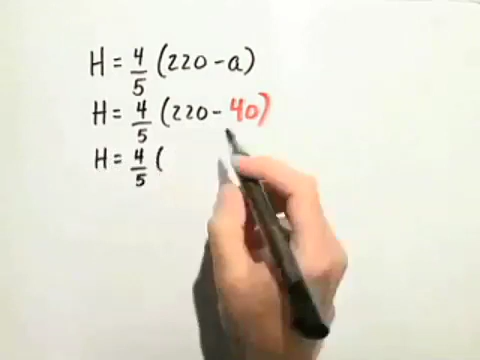 H = 4/5 (220 - a)
H = 4/5 (220 - 40)
H = 4/5 (